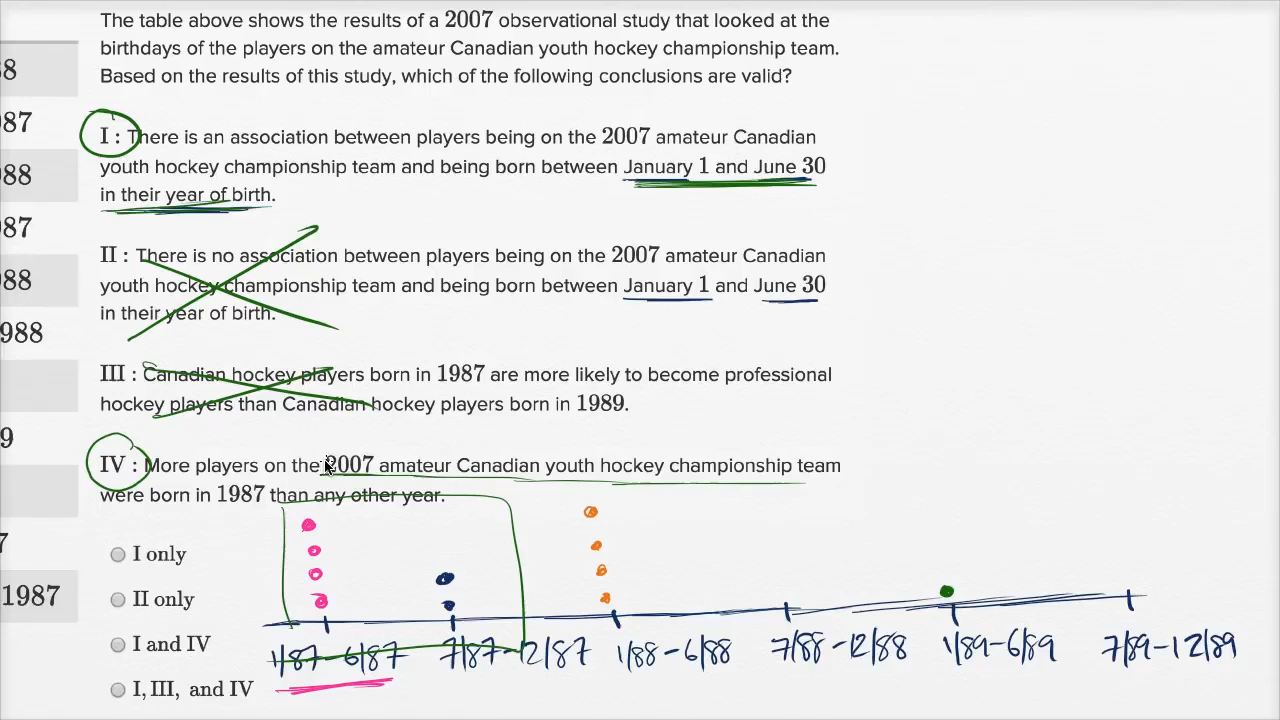 The table above shows the results of a 2007 observational study that looked at the
birthdays of the players on the amateur Canadian youth hockey championship team.
Based on the results of this study, which of the following conclusions are valid?
8
87
88
87
88
988
9
7
1987
I : There is an association between players being on the 2007 amateur Canadian
youth hockey championship team and being born between January 1 and June 30
in their year of birth.
II : There is no association between players being on the 2007 amateur Canadian
youth hockey championship team and being born between January 1 and June 30
in their year of birth.
III : Canadian hockey players born in 1987 are more likely to become professional
hockey players than Canadian hockey players born in 1989.
IV : More players on the 2007 amateur Canadian youth hockey championship team
were born in 1987 than any other year.
I only
II only
I and IV
I, III, and IV
1/87-6/87 7/87-12/87 1/88-6/88 7/88-12/88 1/89-6/89 7/89-12/89